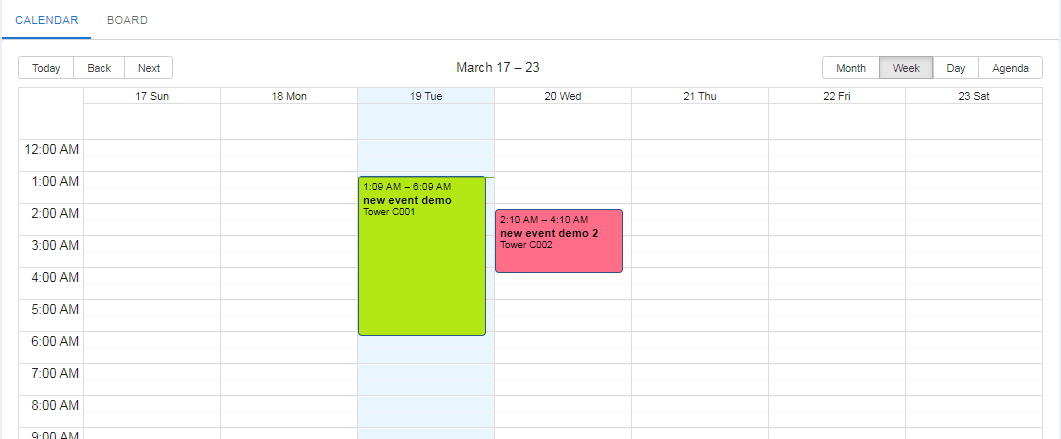 CALENDAR BOARD
Today Back Next March 17 – 23 Month Week Day Agenda
17 Sun 18 Mon 19 Tue 20 Wed 21 Thu 22 Fri 23 Sat
12:00 AM
1:00 AM
1:09 AM – 6:09 AM
new event demo
Tower C001
2:00 AM
2:10 AM – 4:10 AM
new event demo 2
Tower C002
3:00 AM
4:00 AM
5:00 AM
6:00 AM
7:00 AM
8:00 AM
9:00 AM